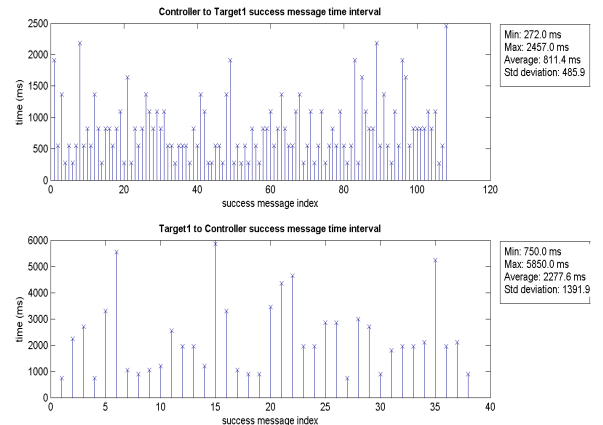 Controller to Target1 success message time interval
2500
2000
1500
1000
500
0
time (ms)
0 20 40 60 80 100 120
success message index
Min: 272.0 ms
Max: 2457.0 ms
Average: 811.4 ms
Std deviation: 485.9
Target1 to Controller success message time interval
6000
5000
4000
3000
2000
1000
0
time (ms)
0 5 10 15 20 25 30 35 40
success message index
Min: 750.0 ms
Max: 5850.0 ms
Average: 2277.6 ms
Std deviation: 1391.9